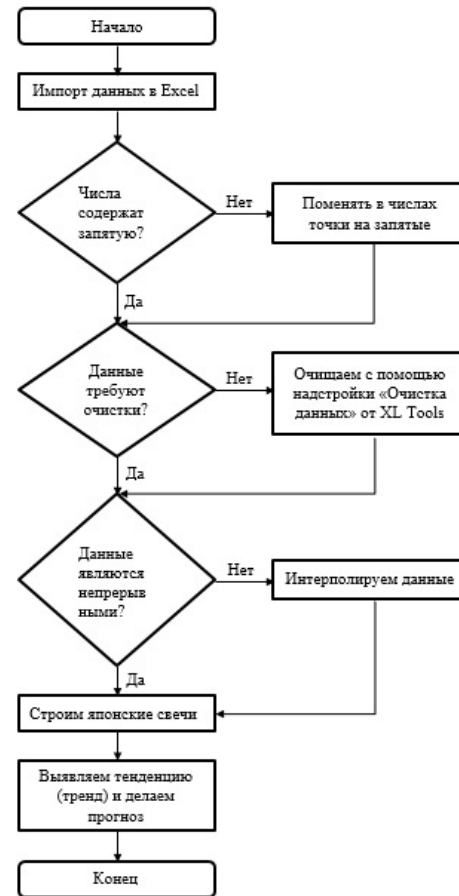 Начало
Импорт данных в Excel
Числа
содержат
запятую?
Нет
Поменять в числах
точки на запятые
Да
Данные
требуют
очистки?
Нет
Очищаем с помощью
надстройки «Очистка
данных» от XL Tools
Да
Данные
являются
непрерыв
ными?
Нет
Интерполируем данные
Да
Строим японские свечи
Выявляем тенденцию
(тренд) и делаем
прогноз
Конец